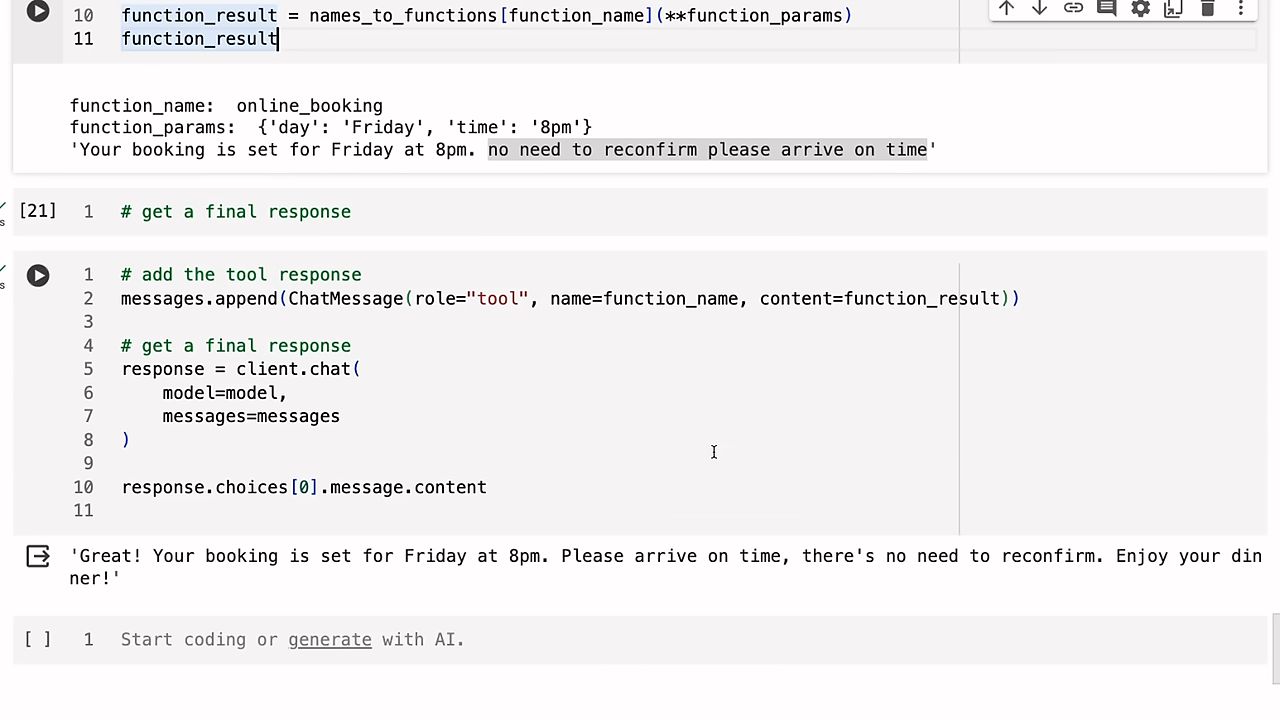 10 function_result = names_to_functions[function_name](**function_params)
11 function_result
function_name:  online_booking
function_params:  {'day': 'Friday', 'time': '8pm'}
'Your booking is set for Friday at 8pm. no need to reconfirm please arrive on time'
[21] 1 # get a final response
s
1 # add the tool response
s
2 messages.append(ChatMessage(role="tool", name=function_name, content=function_result))
3
4 # get a final response
5 response = client.chat(
6     model=model,
7     messages=messages
8 )
9
10 response.choices[0].message.content
11
'Great! Your booking is set for Friday at 8pm. Please arrive on time, there's no need to reconfirm. Enjoy your din
ner!'
[ ] 1 Start coding or generate with AI.